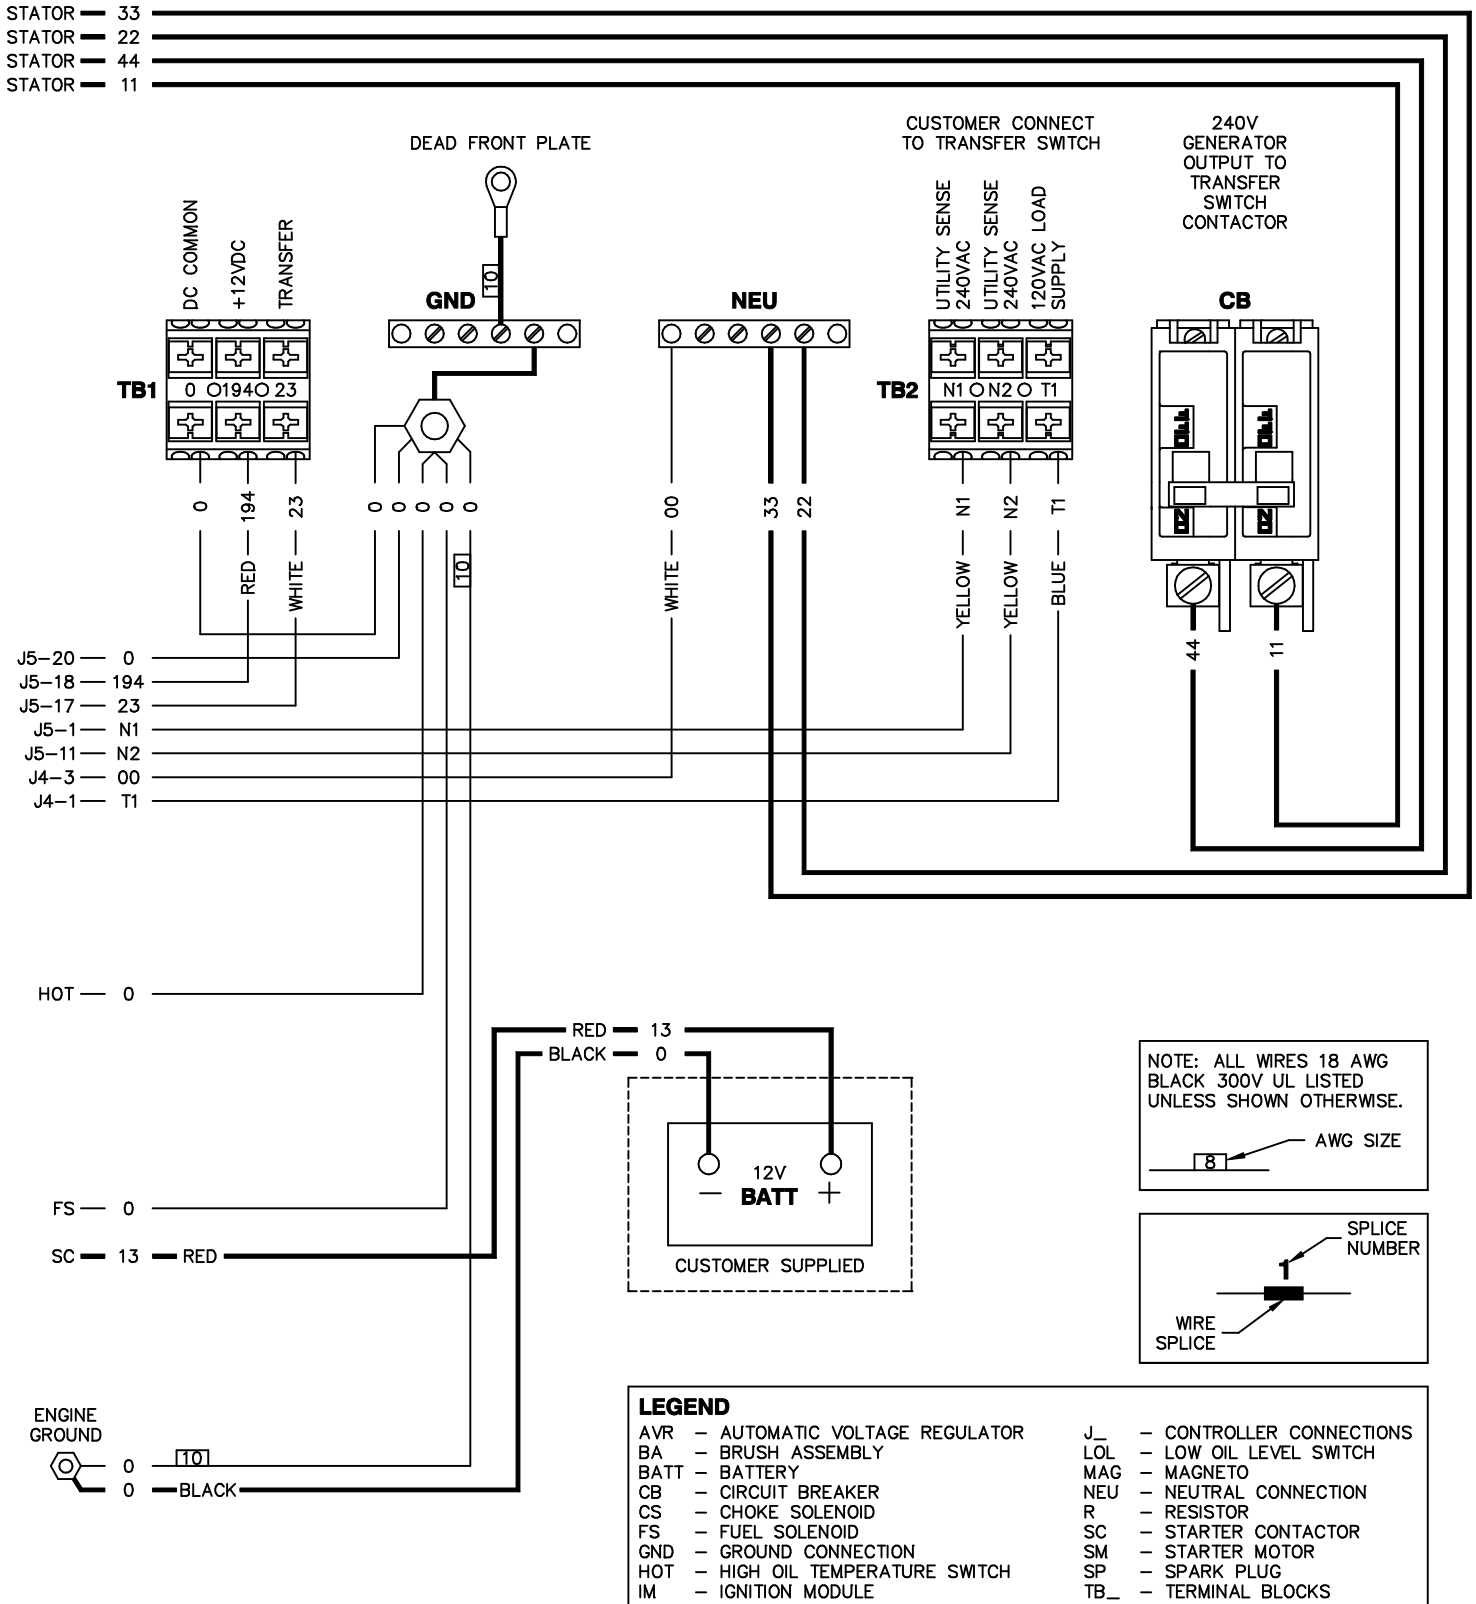 STATOR 33
STATOR 22
STATOR 44
STATOR 11
DEAD FRONT PLATE
CUSTOMER CONNECT
TO TRANSFER SWITCH
240V
GENERATOR
OUTPUT TO
TRANSFER
SWITCH
CONTACTOR
DC COMMON
+12VDC
TRANSFER
10
UTILITY SENSE
240VAC
UTILITY SENSE
240VAC
120VAC LOAD
SUPPLY
GND
NEU
CB
TB1
0 194 23
TB2
N1 N2 T1
0 194 23
0 0 0 0 0
00
33 22
N1 N2 T1
RED WHITE
10
WHITE
YELLOW YELLOW BLUE
44 11
J5-20 0
J5-18 194
J5-17 23
J5-1 N1
J5-11 N2
J4-3 00
J4-1 T1
HOT 0
RED 13
BLACK 0
12V
BATT
− +
CUSTOMER SUPPLIED
FS 0
SC 13 RED
ENGINE
GROUND
0 10
0 BLACK
NOTE: ALL WIRES 18 AWG
BLACK 300V UL LISTED
UNLESS SHOWN OTHERWISE.
AWG SIZE
8
SPLICE
NUMBER
1
WIRE
SPLICE
LEGEND
AVR – AUTOMATIC VOLTAGE REGULATOR
BA – BRUSH ASSEMBLY
BATT – BATTERY
CB – CIRCUIT BREAKER
CS – CHOKE SOLENOID
FS – FUEL SOLENOID
GND – GROUND CONNECTION
HOT – HIGH OIL TEMPERATURE SWITCH
IM – IGNITION MODULE
J_ – CONTROLLER CONNECTIONS
LOL – LOW OIL LEVEL SWITCH
MAG – MAGNETO
NEU – NEUTRAL CONNECTION
R – RESISTOR
SC – STARTER CONTACTOR
SM – STARTER MOTOR
SP – SPARK PLUG
TB_ – TERMINAL BLOCKS